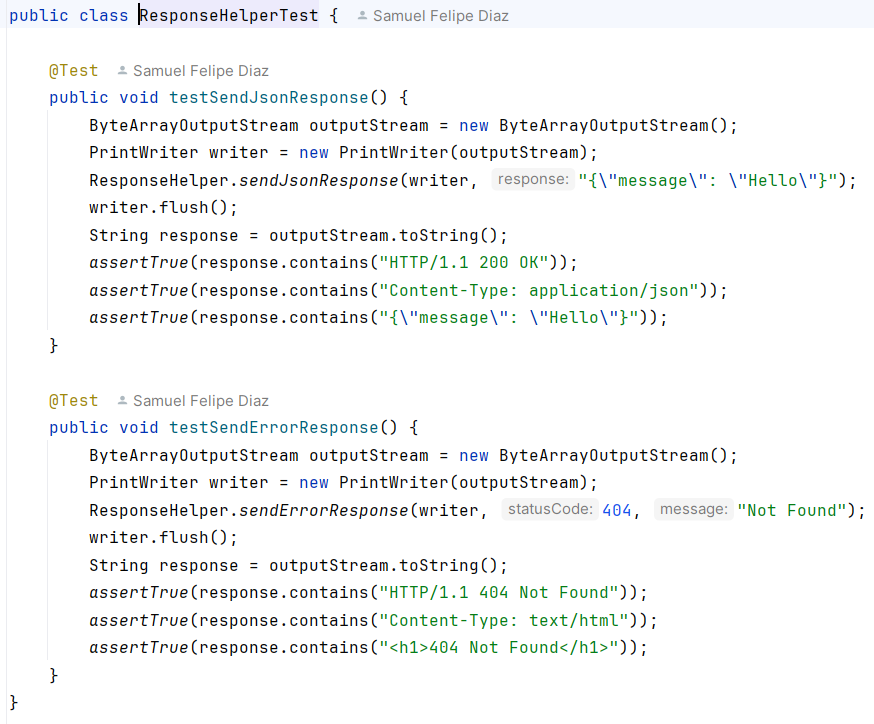 public class ResponseHelperTest {  Samuel Felipe Diaz
@Test  Samuel Felipe Diaz
public void testSendJsonResponse() {
ByteArrayOutputStream outputStream = new ByteArrayOutputStream();
PrintWriter writer = new PrintWriter(outputStream);
ResponseHelper.sendJsonResponse(writer, response: "{\"message\": \"Hello\"}");
writer.flush();
String response = outputStream.toString();
assertTrue(response.contains("HTTP/1.1 200 OK"));
assertTrue(response.contains("Content-Type: application/json"));
assertTrue(response.contains("{\"message\": \"Hello\"}"));
}
@Test  Samuel Felipe Diaz
public void testSendErrorResponse() {
ByteArrayOutputStream outputStream = new ByteArrayOutputStream();
PrintWriter writer = new PrintWriter(outputStream);
ResponseHelper.sendErrorResponse(writer, statusCode: 404, message: "Not Found");
writer.flush();
String response = outputStream.toString();
assertTrue(response.contains("HTTP/1.1 404 Not Found"));
assertTrue(response.contains("Content-Type: text/html"));
assertTrue(response.contains("<h1>404 Not Found</h1>"));
}
}